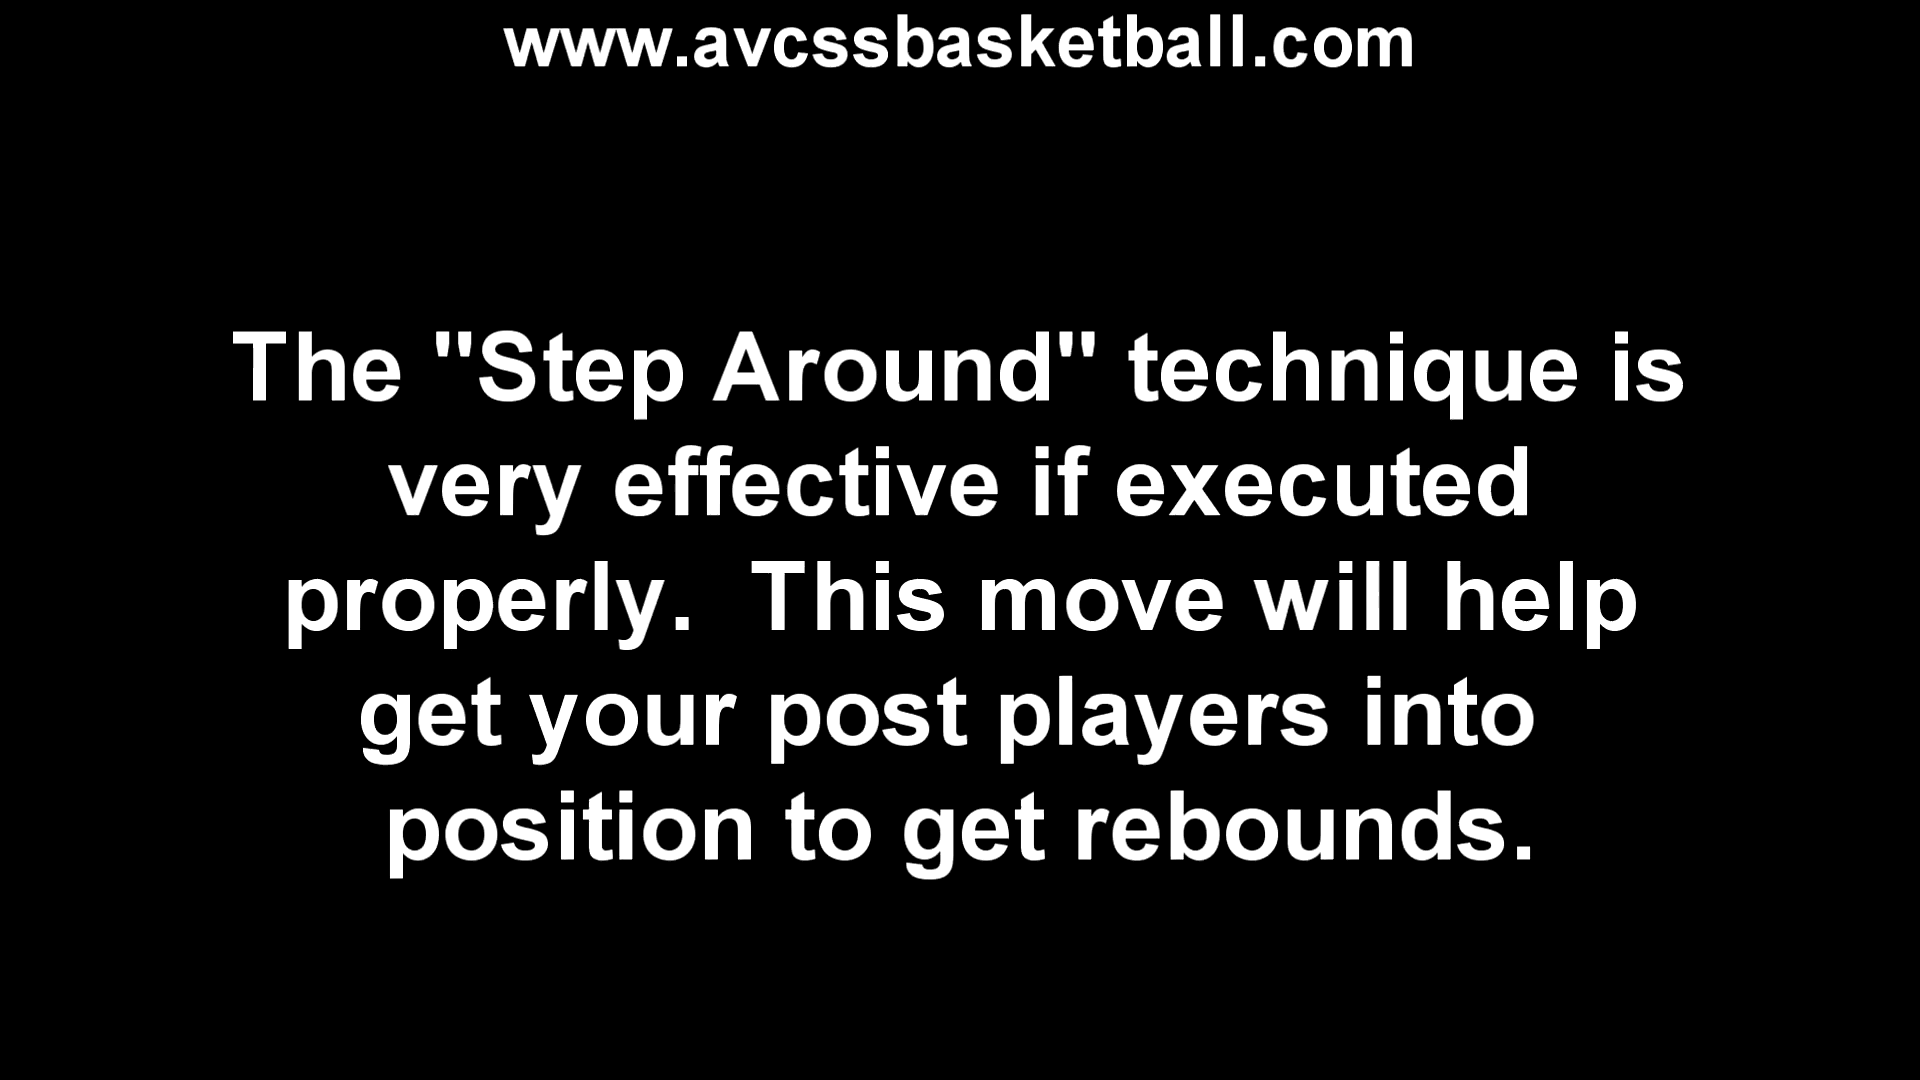 www.avcssbasketball.com
The "Step Around" technique is
very effective if executed
properly.  This move will help
get your post players into
position to get rebounds.